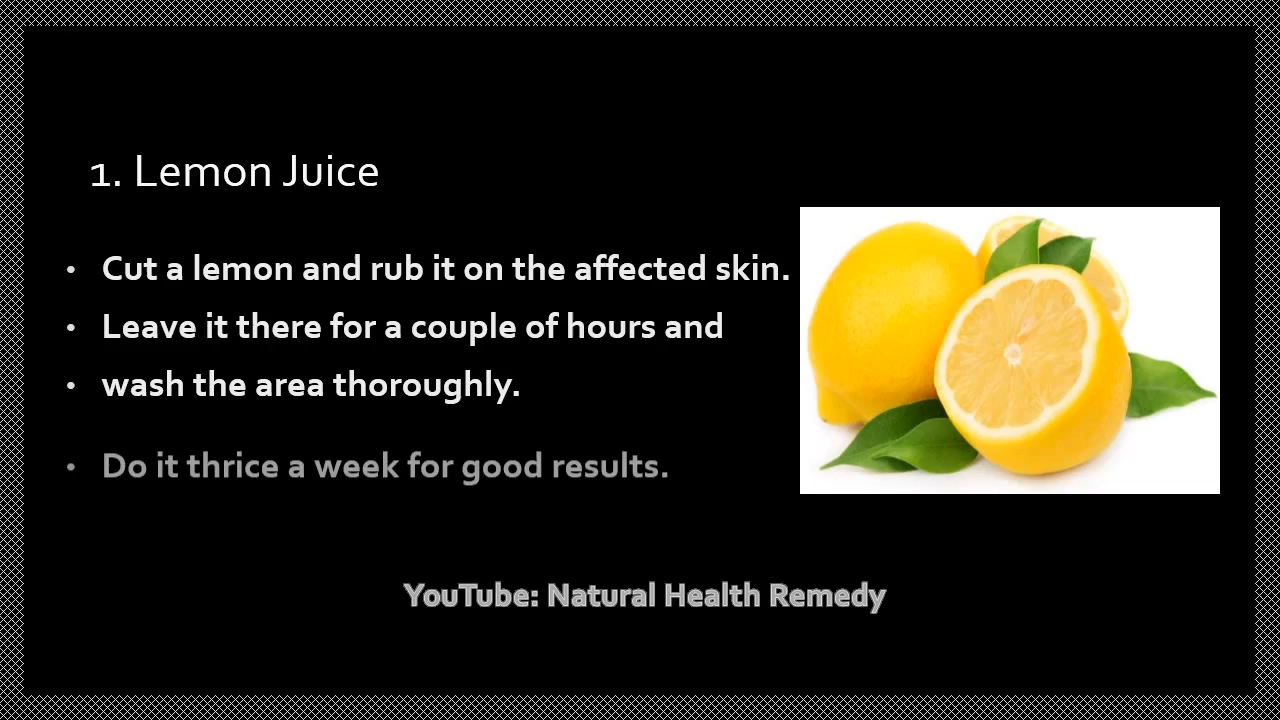 1. Lemon Juice
• Cut a lemon and rub it on the affected skin.
• Leave it there for a couple of hours and
• wash the area thoroughly.
• Do it thrice a week for good results.
YouTube: Natural Health Remedy